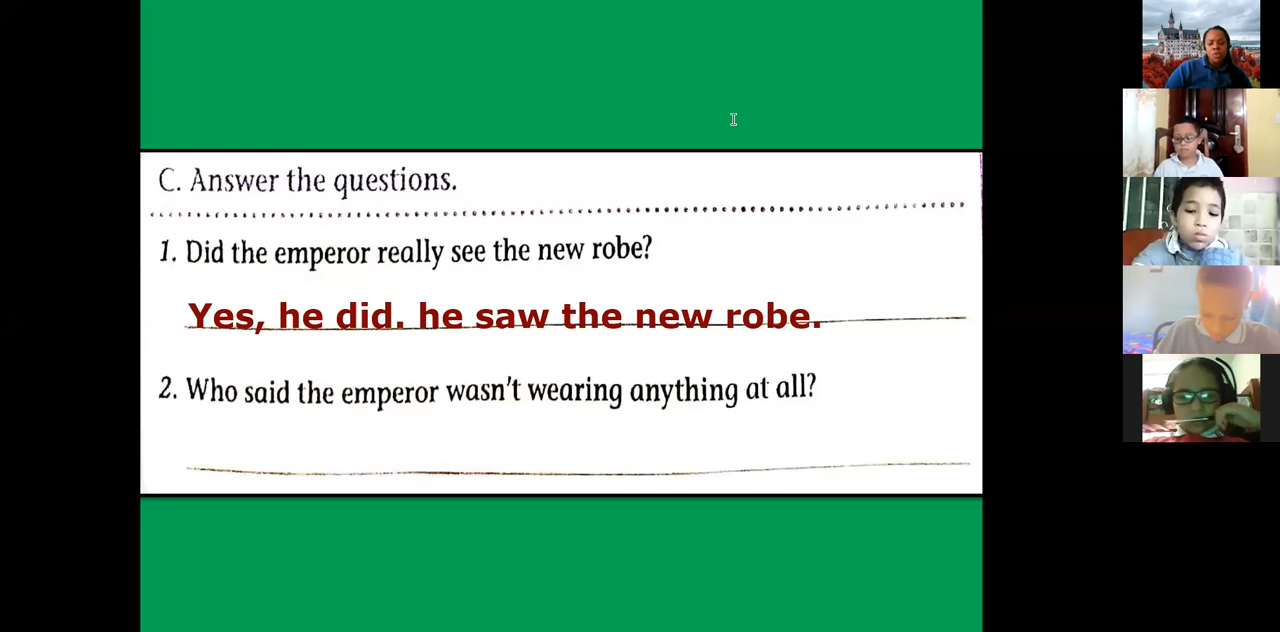 C. Answer the questions.
1. Did the emperor really see the new robe?
Yes, he did. he saw the new robe.
2. Who said the emperor wasn't wearing anything at all?